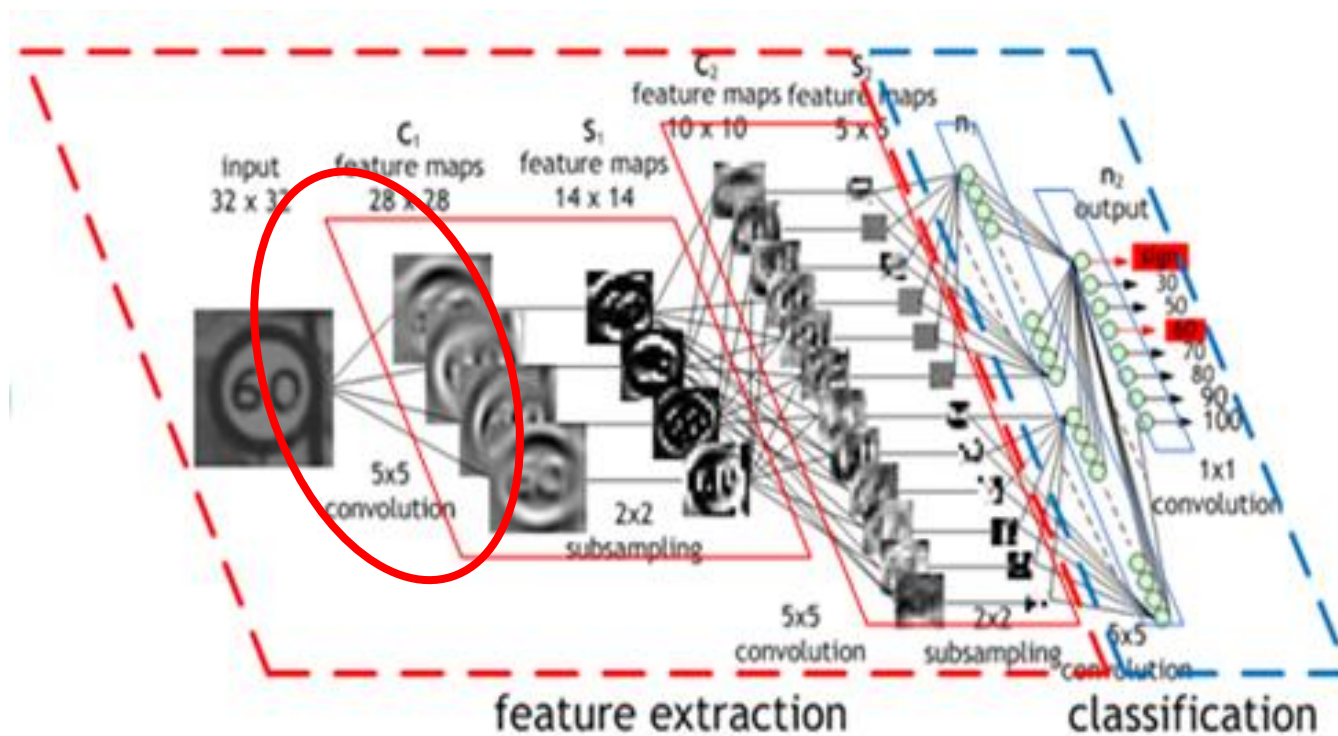 input
32 x 32
C1
feature maps
28 x 28
S1
feature maps
14 x 14
C2
feature maps
10 x 10
S2
feature maps
5 x 5
n1
n2
output
sign
30
50
60
70
80
90
100
60
5x5
convolution
2x2
subsampling
5x5
convolution
2x2
subsampling
5x5
convolution
1x1
convolution
feature extraction
classification